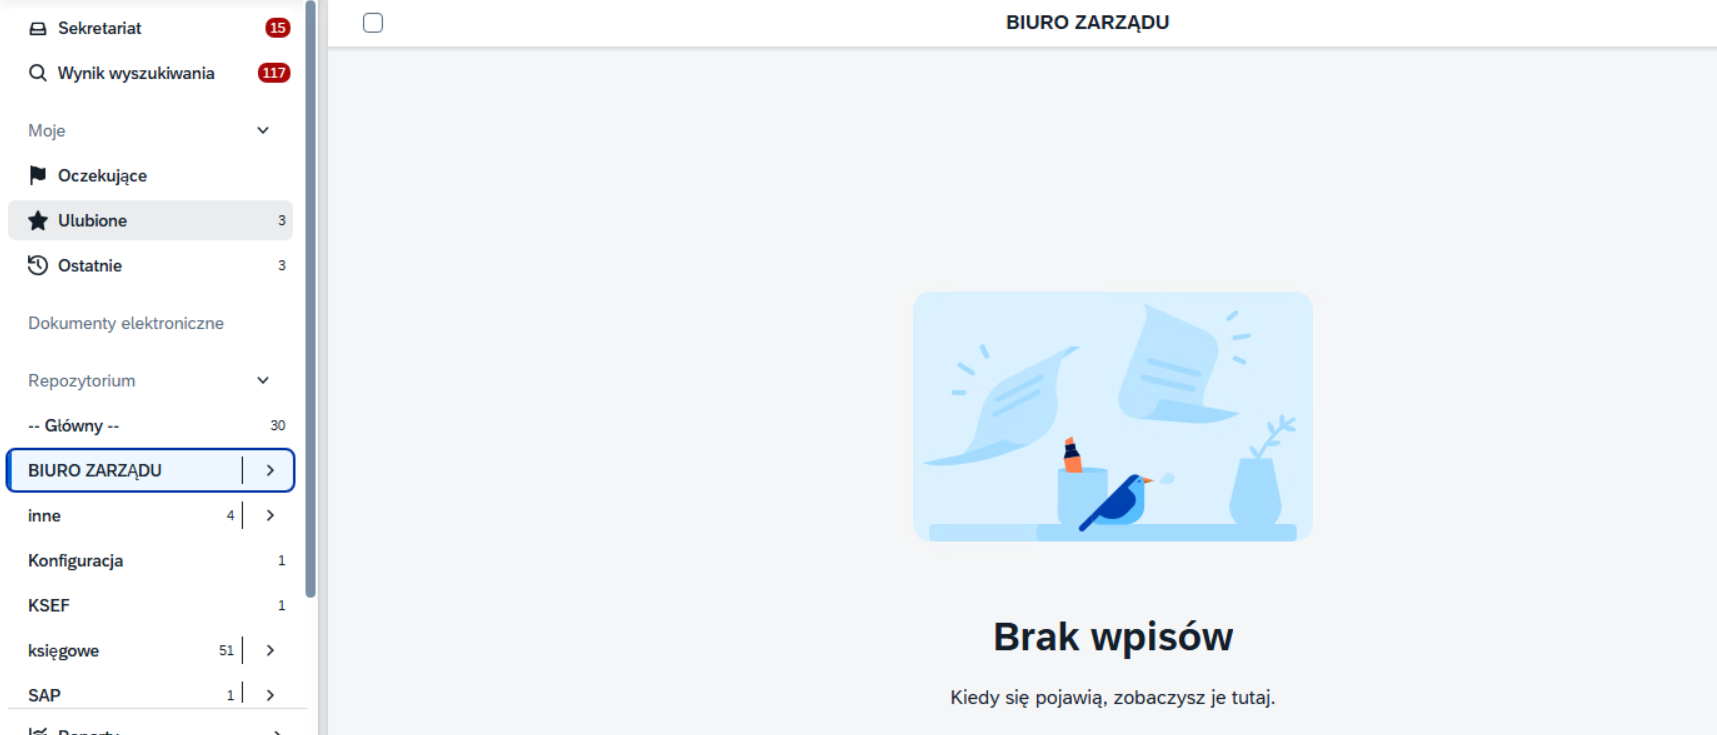 Sekretariat 15
Wynik wyszukiwania 117
Moje
Oczekujące
Ulubione 3
Ostatnie 3
Dokumenty elektroniczne
Repozytorium
-- Główny -- 30
BIURO ZARZĄDU
inne 4
Konfiguracja 1
KSEF 1
księgowe 51
SAP 1
Raporty
BIURO ZARZĄDU
Brak wpisów
Kiedy się pojawią, zobaczysz je tutaj.